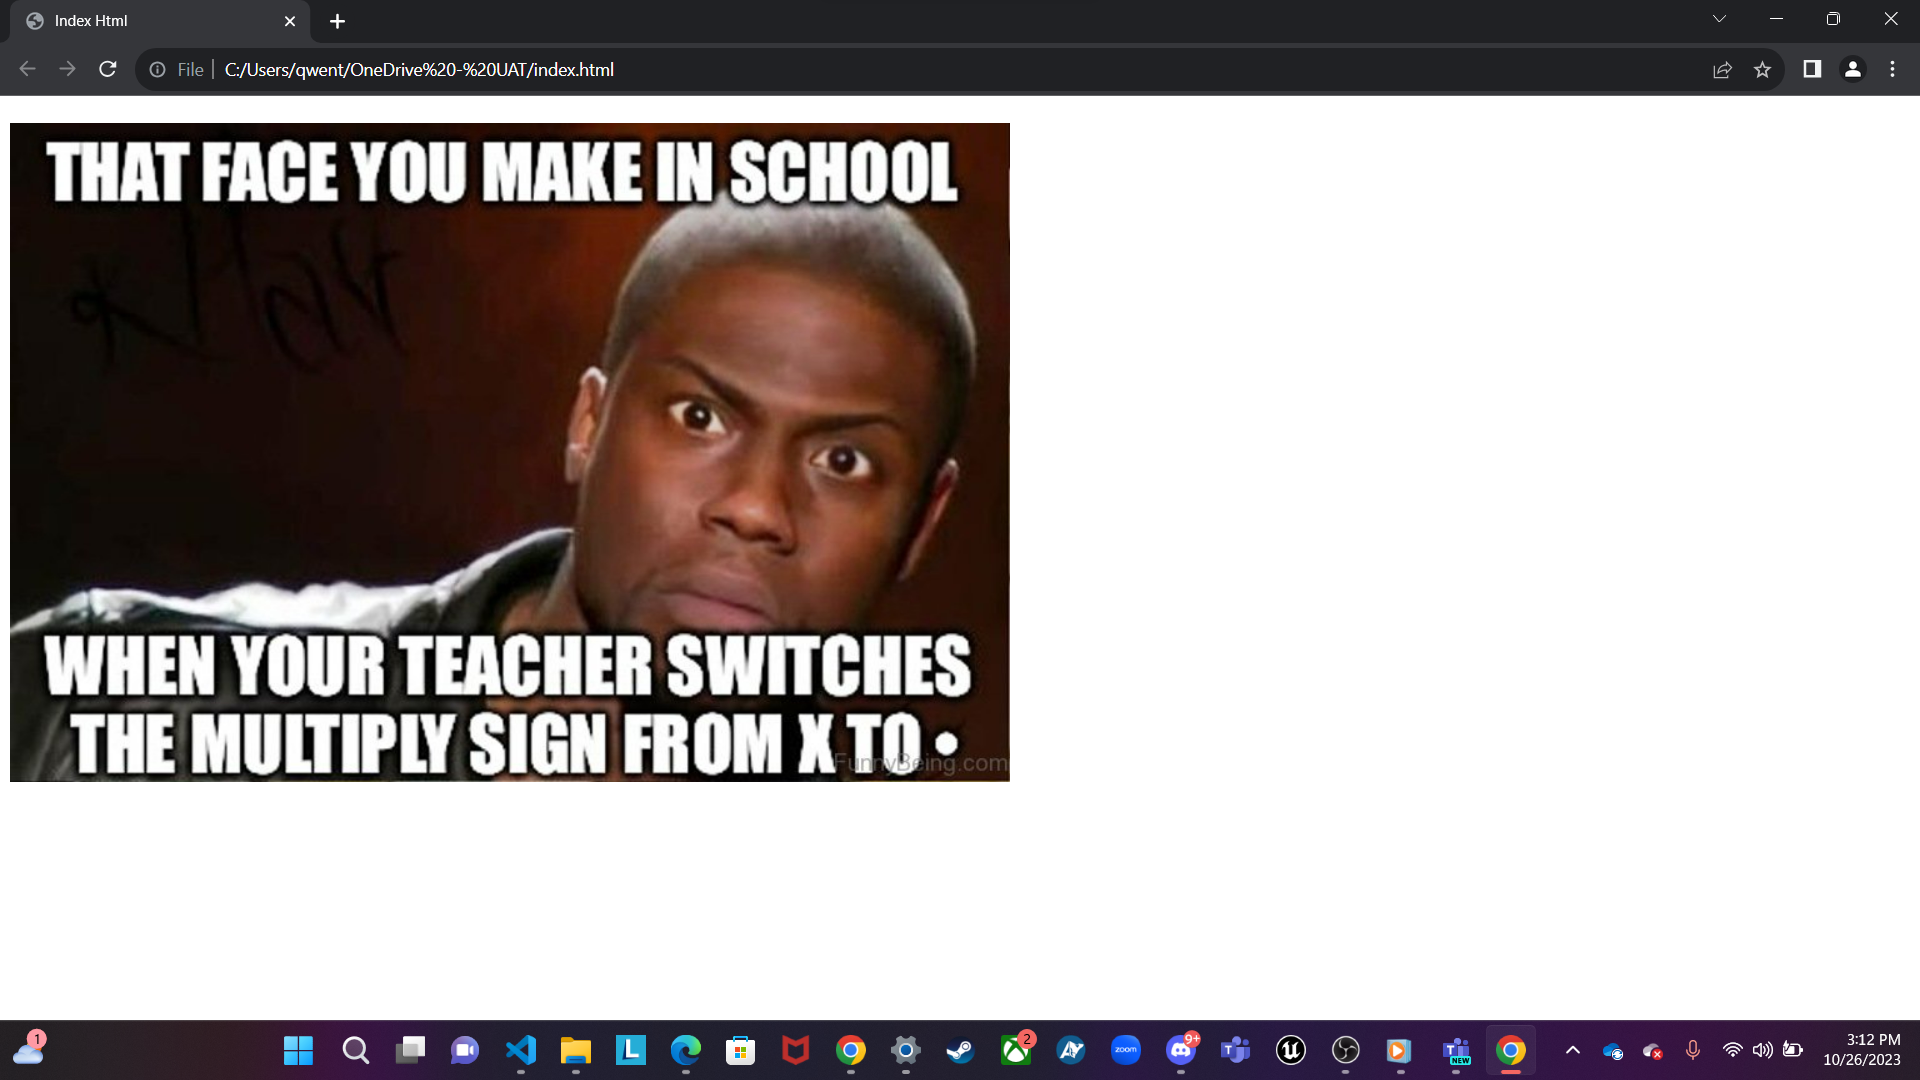 Index Html
File
C:/Users/qwent/OneDrive%20-%20UAT/index.html
THAT FACE YOU MAKE IN SCHOOL
WHEN YOUR TEACHER SWITCHES
THE MULTIPLY SIGN FROM X TO •
FunnyBeing.com
1
L
zoom
2
9+
NEW
3:12 PM
10/26/2023